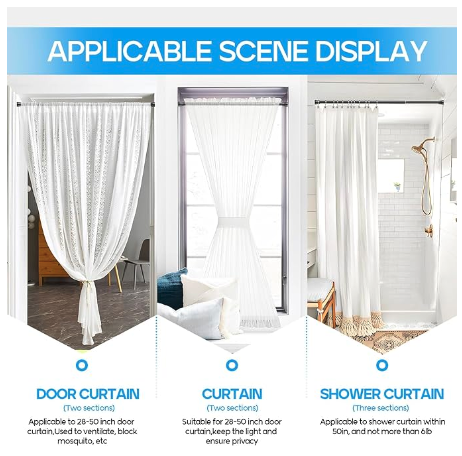 APPLICABLE SCENE DISPLAY
DOOR CURTAIN
(Two sections)
Applicable to 28-50 inch door
curtain,Used to ventilate, block
mosquito, etc
CURTAIN
(Two sections)
Suitable for 28-50 inch door
curtain,keep the light and
ensure privacy
SHOWER CURTAIN
(Three sections)
Applicable to shower curtain within
50in, and not more than 6lb